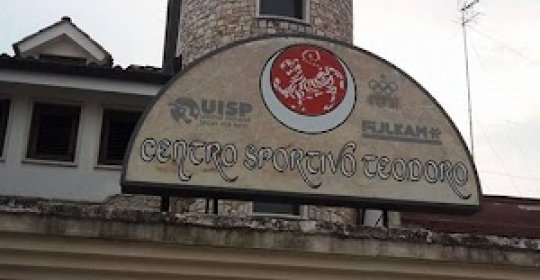 UISP
FIJLKAM
CENTRO SPORTIVO TEODORO